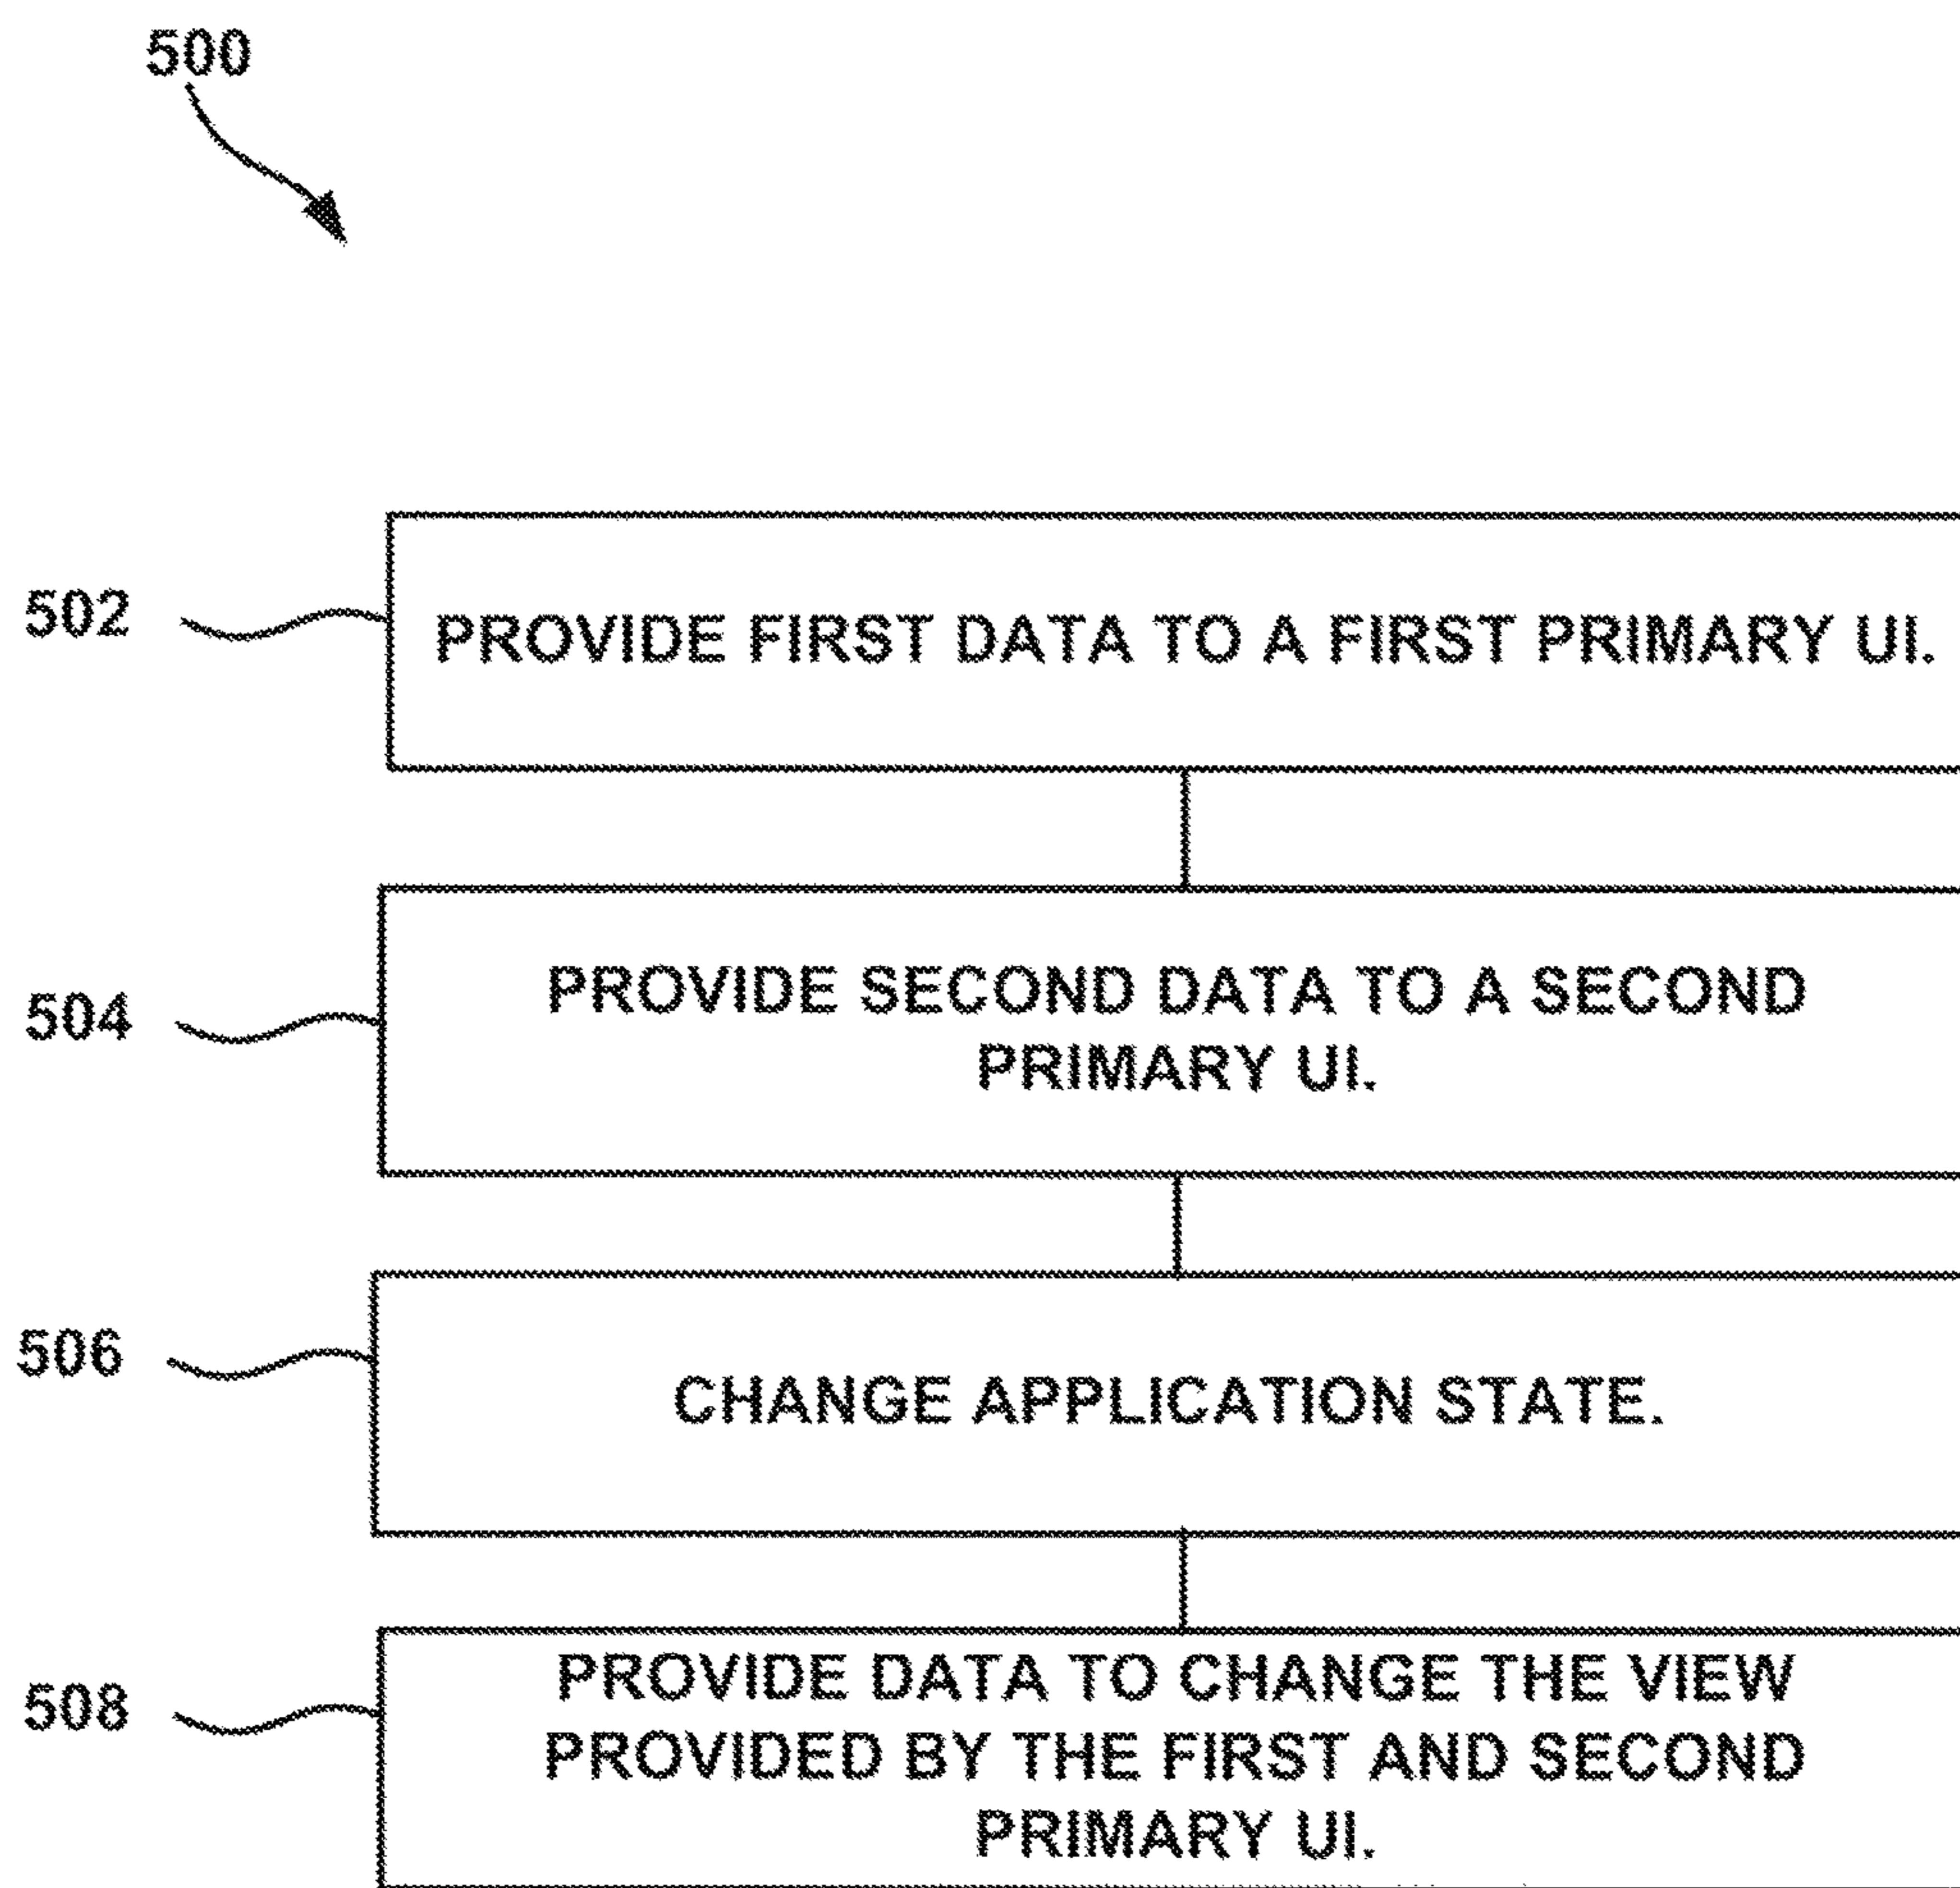 500
502
PROVIDE FIRST DATA TO A FIRST PRIMARY UI.
504
PROVIDE SECOND DATA TO A SECOND
PRIMARY UI.
506
CHANGE APPLICATION STATE.
508
PROVIDE DATA TO CHANGE THE VIEW
PROVIDED BY THE FIRST AND SECOND
PRIMARY UI.